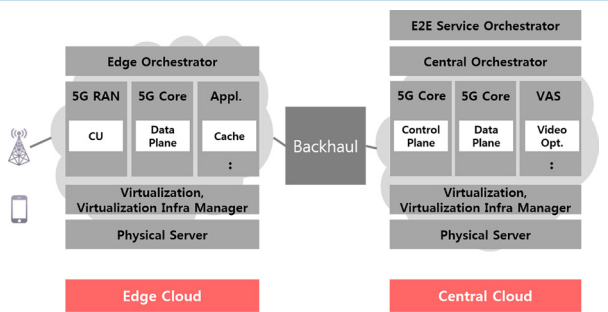 E2E Service Orchestrator
Edge Orchestrator
Central Orchestrator
5G RAN
5G Core
Appl.
CU
Data
Plane
Cache
:
Backhaul
5G Core
5G Core
VAS
Control
Plane
Data
Plane
Video
Opt.
:
Virtualization,
Virtualization Infra Manager
Virtualization,
Virtualization Infra Manager
Physical Server
Physical Server
Edge Cloud
Central Cloud